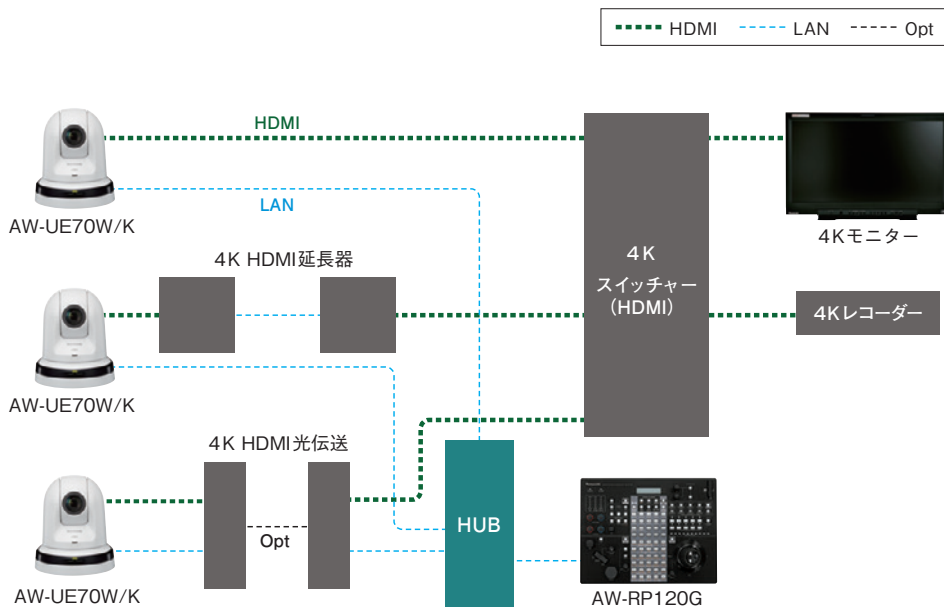 HDMI
LAN
Opt
HDMI
LAN
AW-UE70W/K
4K HDMI延長器
AW-UE70W/K
4K HDMI光伝送
Opt
AW-UE70W/K
HUB
4K
スイッチャー
(HDMI)
4Kモニター
4Kレコーダー
AW-RP120G